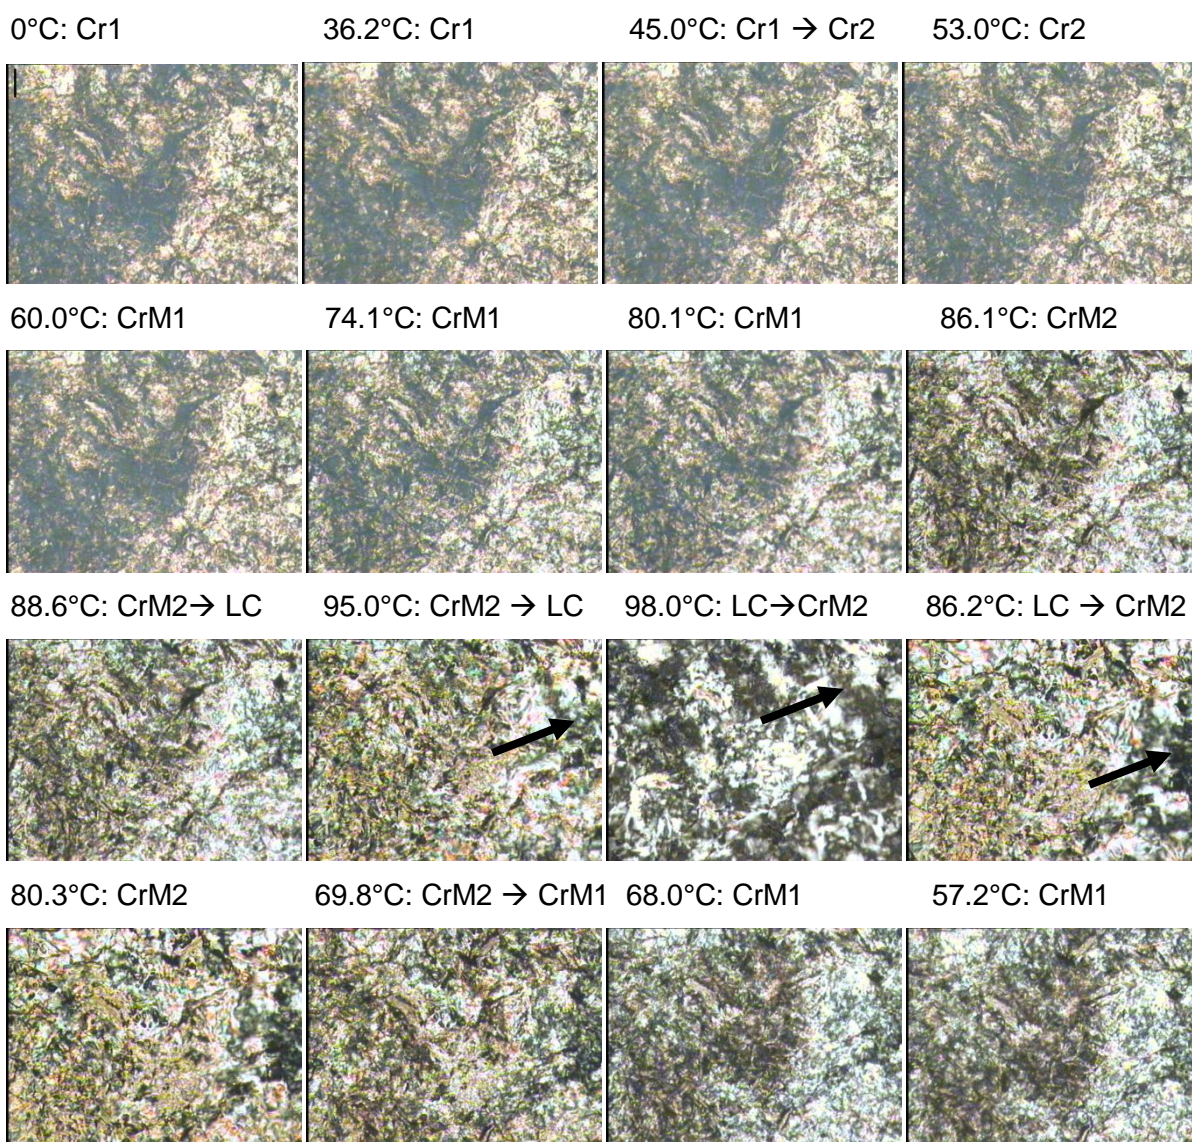 0°C: Cr1 36.2°C: Cr1 45.0°C: Cr1 → Cr2 53.0°C: Cr2
60.0°C: CrM1 74.1°C: CrM1 80.1°C: CrM1 86.1°C: CrM2
88.6°C: CrM2→ LC 95.0°C: CrM2 → LC 98.0°C: LC→CrM2 86.2°C: LC → CrM2
80.3°C: CrM2 69.8°C: CrM2 → CrM1 68.0°C: CrM1 57.2°C: CrM1